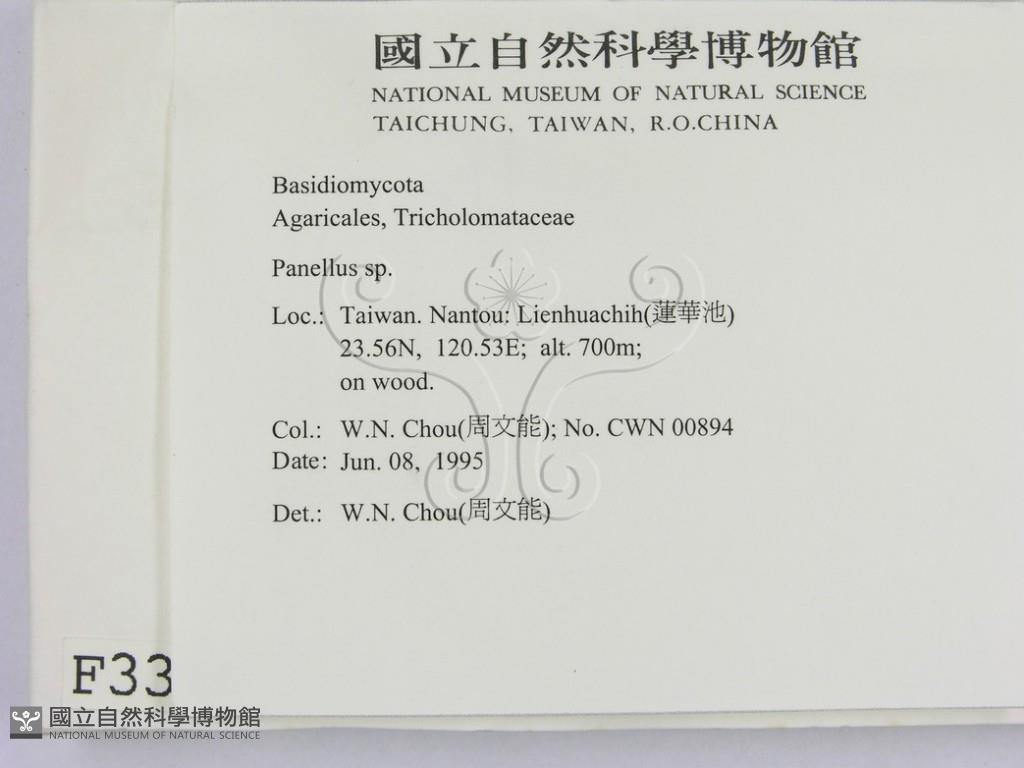 國立自然科學博物館
NATIONAL MUSEUM OF NATURAL SCIENCE
TAICHUNG, TAIWAN, R.O.CHINA
Basidiomycota
Agaricales, Tricholomataceae
Panellus sp.
Loc.: Taiwan. Nantou: Lienhuachih(蓮華池)
23.56N, 120.53E; alt. 700m;
on wood.
Col.: W.N. Chou(周文能); No. CWN 00894
Date: Jun. 08, 1995
Det.: W.N. Chou(周文能)
F33
國立自然科學博物館
NATIONAL MUSEUM OF NATURAL SCIENCE